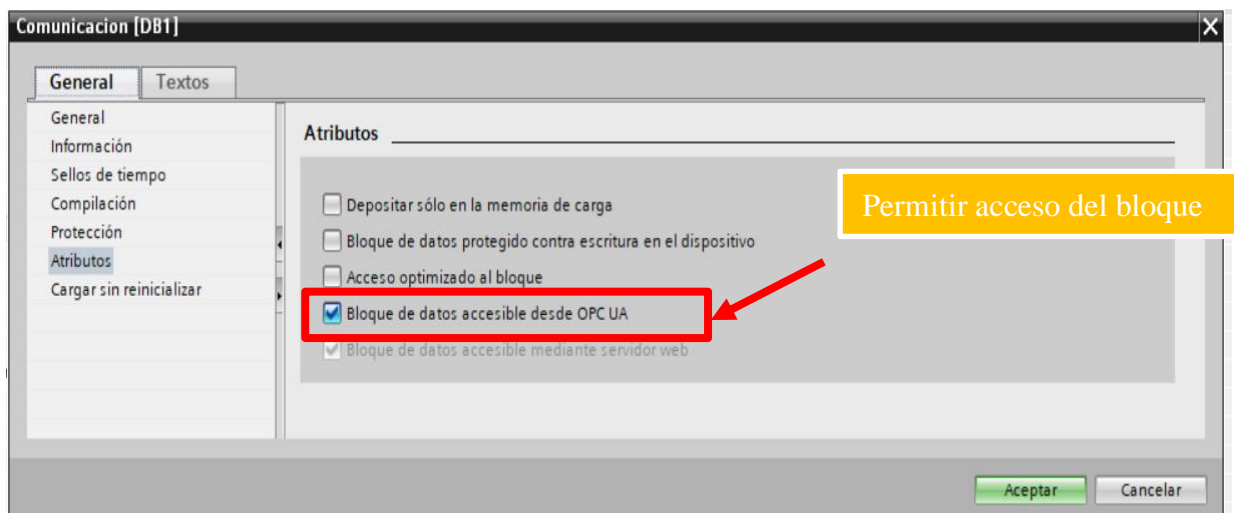 Comunicacion [DB1]
X
General
Textos
General
Información
Sellos de tiempo
Compilación
Protección
Atributos
Cargar sin reinicializar
Atributos
Depositar sólo en la memoria de carga
Bloque de datos protegido contra escritura en el dispositivo
Acceso optimizado al bloque
Bloque de datos accesible desde OPC UA
Bloque de datos accesible mediante servidor web
Permitir acceso del bloque
Aceptar
Cancelar